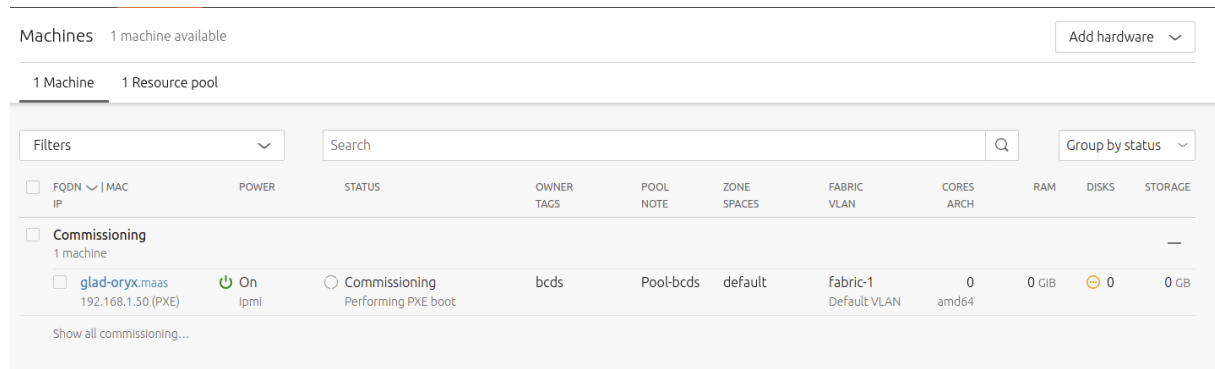 Machines 1 machine available Add hardware
1 Machine 1 Resource pool
Filters Search Group by status
FQDN | MAC POWER STATUS OWNER POOL ZONE FABRIC CORES RAM DISKS STORAGE
IP TAGS NOTE SPACES VLAN ARCH
Commissioning
1 machine
glad-oryx.maas On Commissioning bcds Pool-bcds default fabric-1 0 0 GiB 0 0 GB
192.168.1.50 (PXE) Ipmi Performing PXE boot Default VLAN amd64
Show all commissioning...